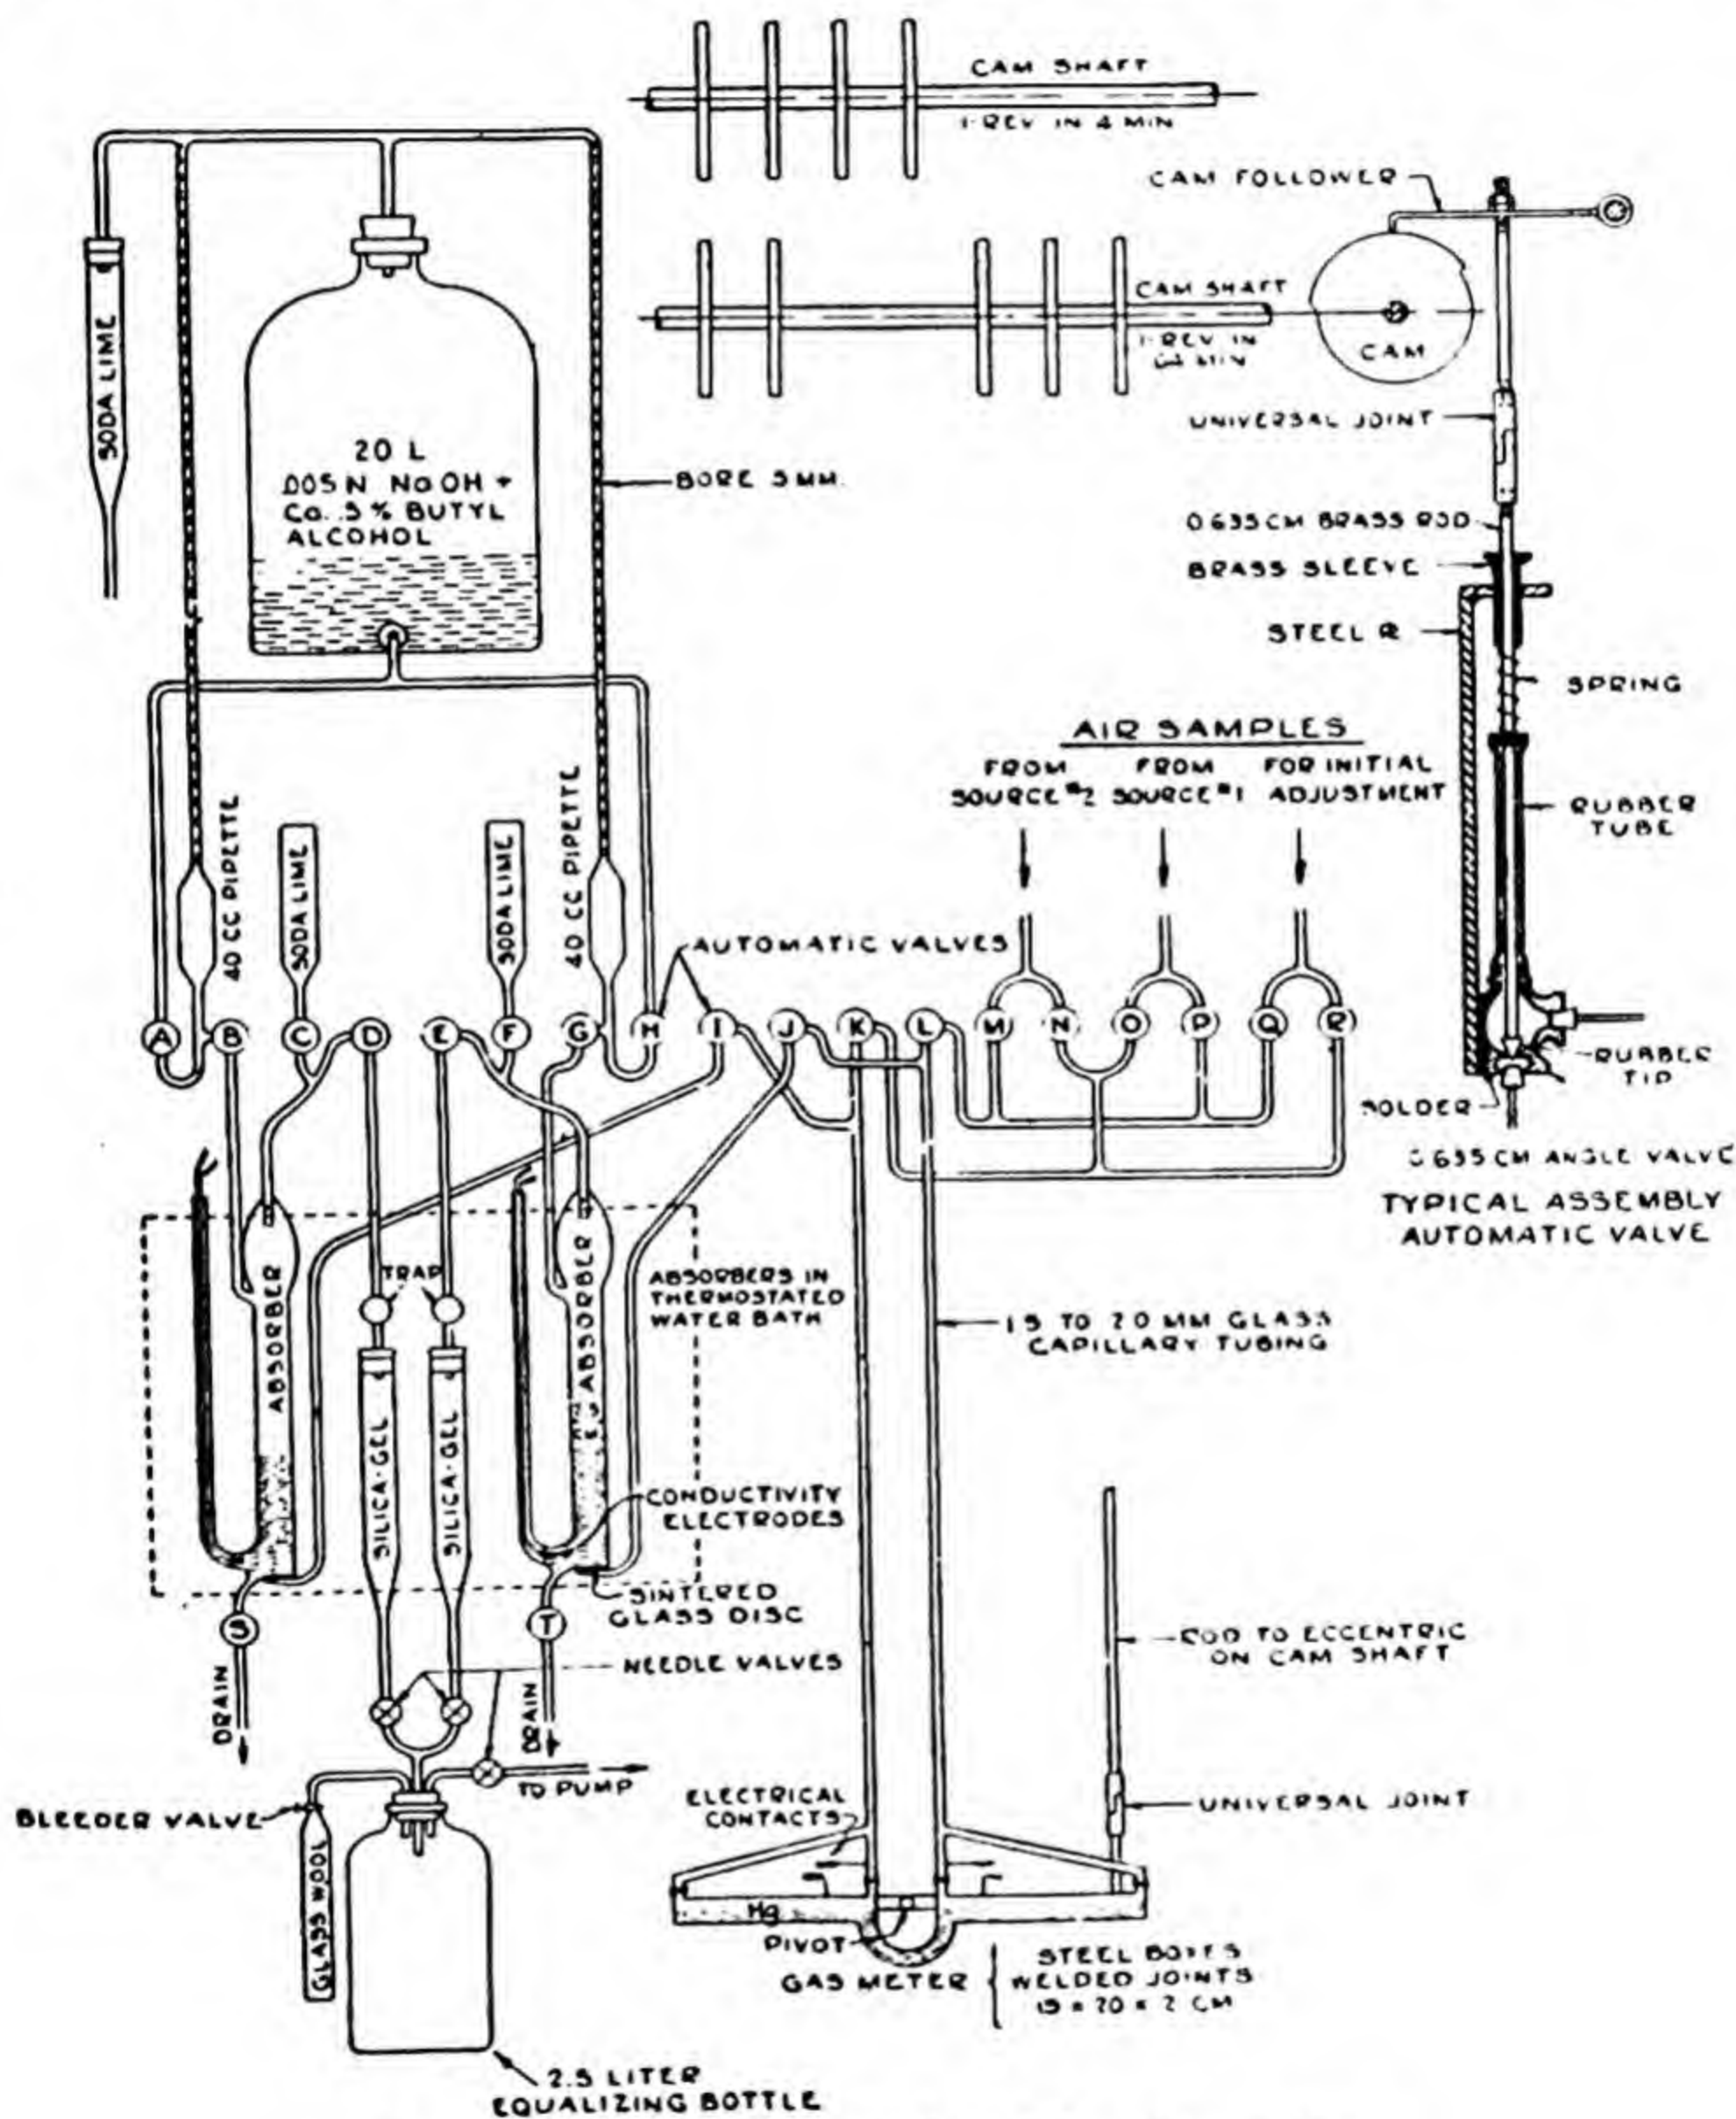 CAM SHAFT
1-REV IN 4 MIN
CAM FOLLOWER
CAM SHAFT
1-REV IN
MIN
CAM
SODA LIME
20 L
.005 N NaOH +
Ca. .5 % BUTYL
ALCOHOL
BORE 5 MM.
UNIVERSAL JOINT
0.635 CM BRASS ROD
BRASS SLEEVE
STEEL
SPRING
AIR SAMPLES
FROM
SOURCE #2
FROM
SOURCE #1
FOR INITIAL
ADJUSTMENT
RUBBER
TUBE
40 CC PIPETTE
SODA LIME
SODA LIME
40 CC PIPETTE
AUTOMATIC VALVES
A B C D E F G H I J K L M N O P Q R
RUBBER
TIP
SOLDER
0.635 CM ANGLE VALVE
TYPICAL ASSEMBLY
AUTOMATIC VALVE
ABSORBER
TRAP
ABSORBER
ABSORBERS IN
THERMOSTATED
WATER BATH
1.5 TO 2.0 MM GLASS
CAPILLARY TUBING
SILICA-GEL
SILICA-GEL
CONDUCTIVITY
ELECTRODES
SINTERED
GLASS DISC
S
T
NEEDLE VALVES
DRAIN
DRAIN
ROD TO ECCENTRIC
ON CAM SHAFT
TO PUMP
BLEEDER VALVE
GLASS WOOL
ELECTRICAL
CONTACTS
UNIVERSAL JOINT
Hg
PIVOT
GAS METER
STEEL BOXES
WELDED JOINTS
15 x 20 x 2 CM
2.5 LITER
EQUALIZING BOTTLE